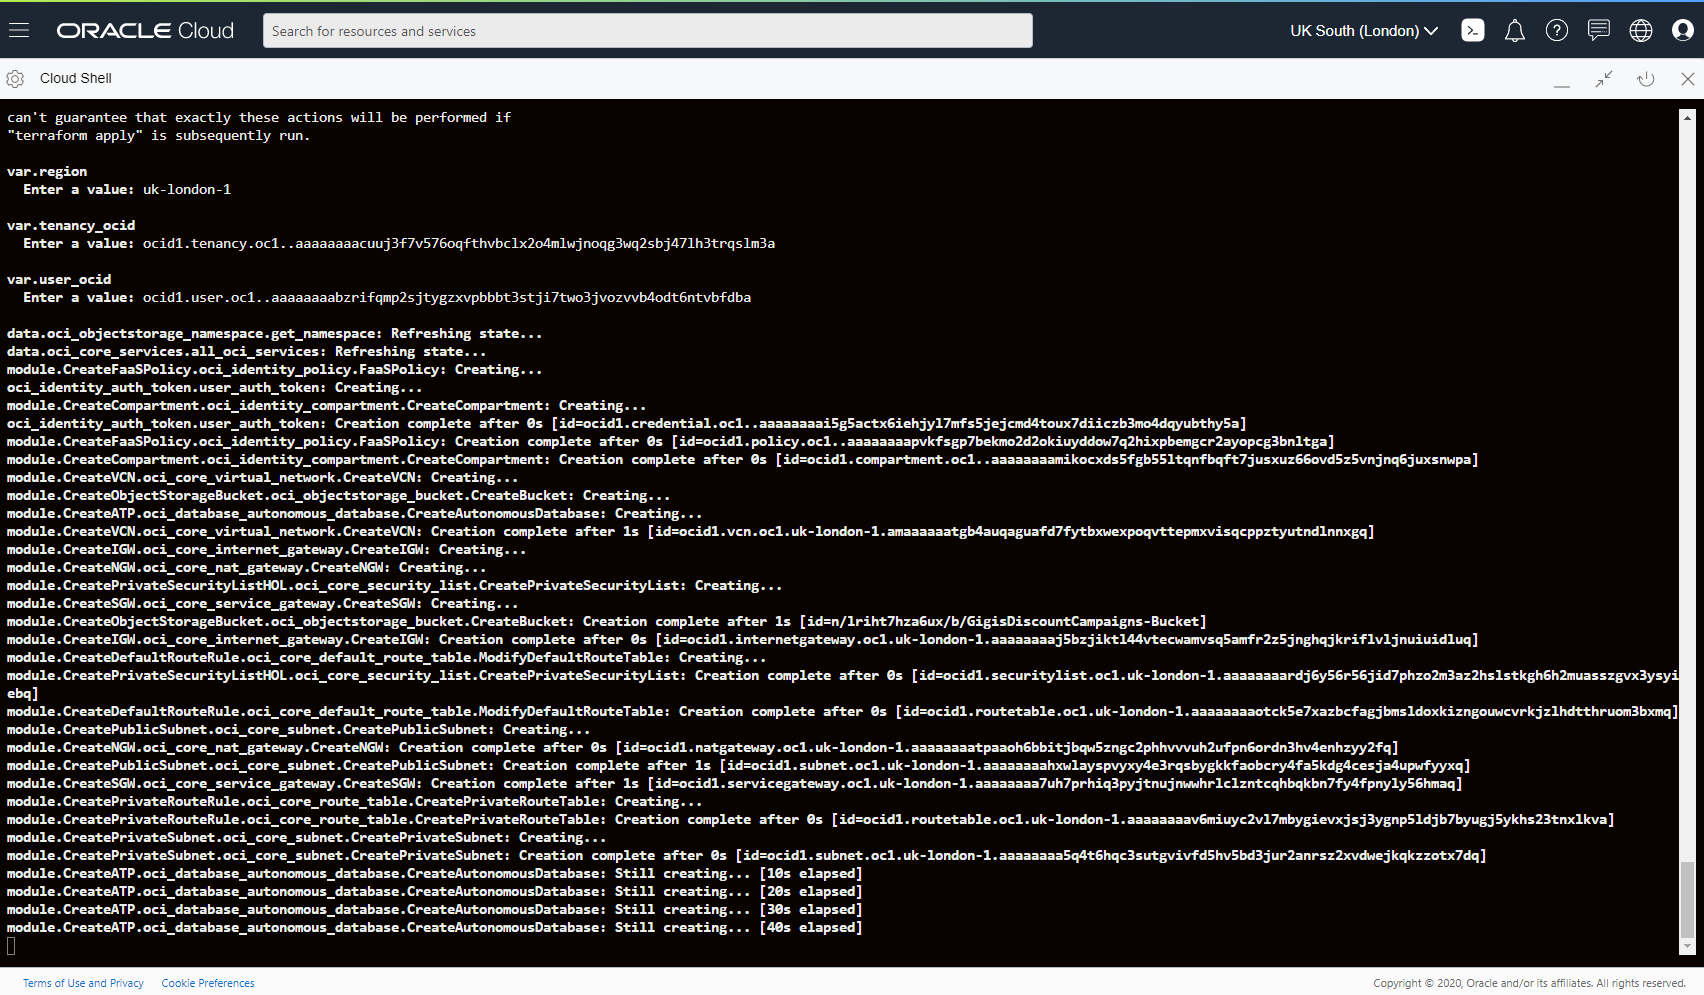 ORACLE Cloud
Search for resources and services
UK South (London)
Cloud Shell
can't guarantee that exactly these actions will be performed if
"terraform apply" is subsequently run.
var.region
Enter a value: uk-london-1
var.tenancy_ocid
Enter a value: ocid1.tenancy.oc1..aaaaaaaacuuj3f7v576oqfthvbclx2o4mlwjnoqg3wq2sbj47lh3trqslm3a
var.user_ocid
Enter a value: ocid1.user.oc1..aaaaaaaabzrifqmp2sjtygzxvpbbbt3stji7two3jvozvvb4odt6ntvbfdba
data.oci_objectstorage_namespace.get_namespace: Refreshing state...
data.oci_core_services.all_oci_services: Refreshing state...
module.CreateFaaSPolicy.oci_identity_policy.FaaSPolicy: Creating...
oci_identity_auth_token.user_auth_token: Creating...
module.CreateCompartment.oci_identity_compartment.CreateCompartment: Creating...
oci_identity_auth_token.user_auth_token: Creation complete after 0s [id=ocid1.credential.oc1..aaaaaaaai5g5actx6iehjyl7mfs5jejcmd4toux7diiczb3mo4dqyubthy5a]
module.CreateFaaSPolicy.oci_identity_policy.FaaSPolicy: Creation complete after 0s [id=ocid1.policy.oc1..aaaaaaaapvkfsgp7bekmo2d2okiuyddow7q2hixpbemgcr2ayopcg3bnltga]
module.CreateCompartment.oci_identity_compartment.CreateCompartment: Creation complete after 0s [id=ocid1.compartment.oc1..aaaaaaaamikocxds5fgb55ltqnfbqft7jusxuz66ovd5z5vnjnq6juxsnwpa]
module.CreateVCN.oci_core_virtual_network.CreateVCN: Creating...
module.CreateObjectStorageBucket.oci_objectstorage_bucket.CreateBucket: Creating...
module.CreateATP.oci_database_autonomous_database.CreateAutonomousDatabase: Creating...
module.CreateVCN.oci_core_virtual_network.CreateVCN: Creation complete after 1s [id=ocid1.vcn.oc1.uk-london-1.amaaaaaatgb4auqaguafd7fytbxwexpoqvttepmxvisqcppztyutndlnnxgq]
module.CreateIGW.oci_core_internet_gateway.CreateIGW: Creating...
module.CreateNGW.oci_core_nat_gateway.CreateNGW: Creating...
module.CreatePrivateSecurityListHOL.oci_core_security_list.CreatePrivateSecurityList: Creating...
module.CreateSGW.oci_core_service_gateway.CreateSGW: Creating...
module.CreateObjectStorageBucket.oci_objectstorage_bucket.CreateBucket: Creation complete after 1s [id=n/lriht7hza6ux/b/GigisDiscountCampaigns-Bucket]
module.CreateIGW.oci_core_internet_gateway.CreateIGW: Creation complete after 0s [id=ocid1.internetgateway.oc1.uk-london-1.aaaaaaaaj5bzjiktl44vtecwamvsq5amfr2z5jnghqjkriflvljnuiuidluq]
module.CreateDefaultRouteRule.oci_core_default_route_table.ModifyDefaultRouteTable: Creating...
module.CreatePrivateSecurityListHOL.oci_core_security_list.CreatePrivateSecurityList: Creation complete after 0s [id=ocid1.securitylist.oc1.uk-london-1.aaaaaaaardj6y56r56jid7phzo2m3az2hslstkgh6h2muasszgvx3ysyi
ebq]
module.CreateDefaultRouteRule.oci_core_default_route_table.ModifyDefaultRouteTable: Creation complete after 0s [id=ocid1.routetable.oc1.uk-london-1.aaaaaaaaotck5e7xazbcfagjbmsldoxkizngouwcvrkjzlhdtthruom3bxmq]
module.CreatePublicSubnet.oci_core_subnet.CreatePublicSubnet: Creating...
module.CreateNGW.oci_core_nat_gateway.CreateNGW: Creation complete after 0s [id=ocid1.natgateway.oc1.uk-london-1.aaaaaaaatpaaoh6bbitjbqw5zngc2phhvvvuh2ufpn6ordn3hv4enhzyy2fq]
module.CreatePublicSubnet.oci_core_subnet.CreatePublicSubnet: Creation complete after 1s [id=ocid1.subnet.oc1.uk-london-1.aaaaaaaahxwlayspvyxy4e3rqsbygkkfaobcry4fa5kdg4cesja4upwfyyxq]
module.CreateSGW.oci_core_service_gateway.CreateSGW: Creation complete after 1s [id=ocid1.servicegateway.oc1.uk-london-1.aaaaaaaa7uh7prhiq3pyjtnujnwwhrlclzntcqhbqkbn7fy4fpnyly56hmaq]
module.CreatePrivateRouteRule.oci_core_route_table.CreatePrivateRouteTable: Creating...
module.CreatePrivateRouteRule.oci_core_route_table.CreatePrivateRouteTable: Creation complete after 0s [id=ocid1.routetable.oc1.uk-london-1.aaaaaaaav6miuyc2vl7mbygievxjsj3ygnp5ldjb7byugj5ykhs23tnxlkva]
module.CreatePrivateSubnet.oci_core_subnet.CreatePrivateSubnet: Creating...
module.CreatePrivateSubnet.oci_core_subnet.CreatePrivateSubnet: Creation complete after 0s [id=ocid1.subnet.oc1.uk-london-1.aaaaaaaa5q4t6hqc3sutgvivfd5hv5bd3jur2anrsz2xvdwejkqkzzotx7dq]
module.CreateATP.oci_database_autonomous_database.CreateAutonomousDatabase: Still creating... [10s elapsed]
module.CreateATP.oci_database_autonomous_database.CreateAutonomousDatabase: Still creating... [20s elapsed]
module.CreateATP.oci_database_autonomous_database.CreateAutonomousDatabase: Still creating... [30s elapsed]
module.CreateATP.oci_database_autonomous_database.CreateAutonomousDatabase: Still creating... [40s elapsed]
Terms of Use and Privacy Cookie Preferences
Copyright © 2020, Oracle and/or its affiliates. All rights reserved.